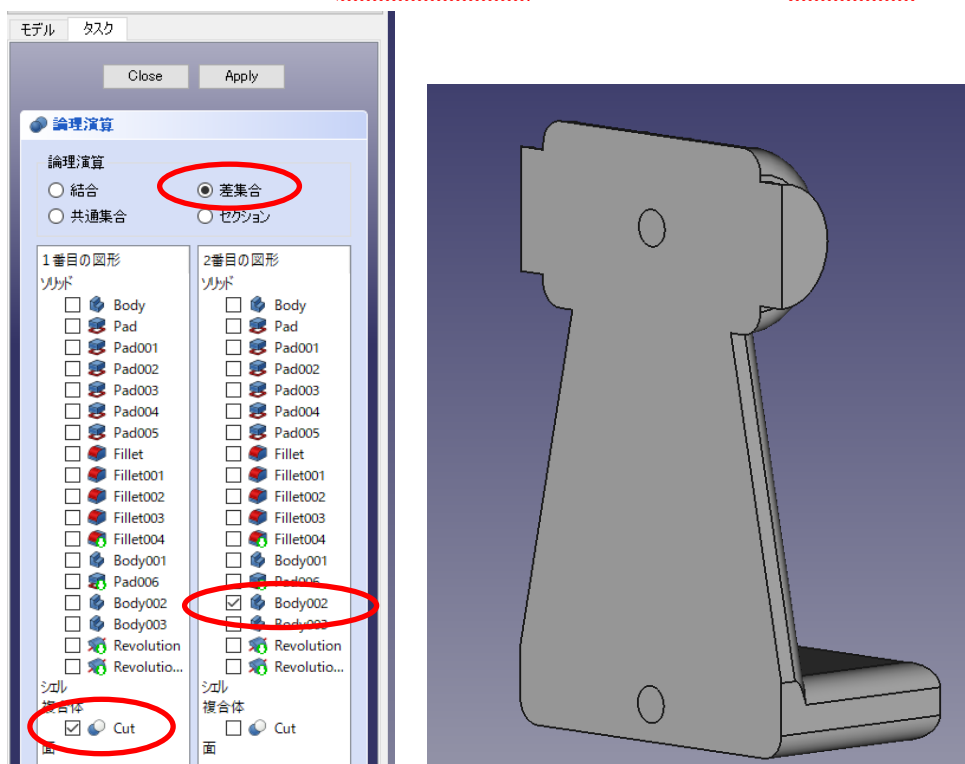 モデル タスク
Close Apply
論理演算
論理演算
結合 差集合
共通集合 セクション
1番目の図形 2番目の図形
ソリッド ソリッド
Body Body
Pad Pad
Pad001 Pad001
Pad002 Pad002
Pad003 Pad003
Pad004 Pad004
Pad005 Pad005
Fillet Fillet
Fillet001 Fillet001
Fillet002 Fillet002
Fillet003 Fillet003
Fillet004 Fillet004
Body001 Body001
Pad006 Pad006
Body002 Body002
Body003 Body003
Revolution Revolution
Revolutio... Revolutio...
シェル シェル
複合体 複合体
Cut Cut
面 面